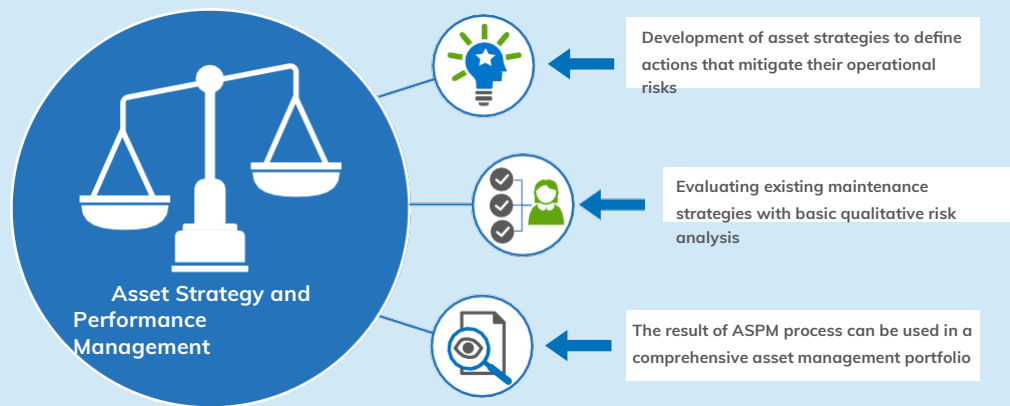 Asset Strategy and
Performance
Management
Development of asset strategies to define
actions that mitigate their operational
risks
Evaluating existing maintenance
strategies with basic qualitative risk
analysis
The result of ASPM process can be used in a
comprehensive asset management portfolio